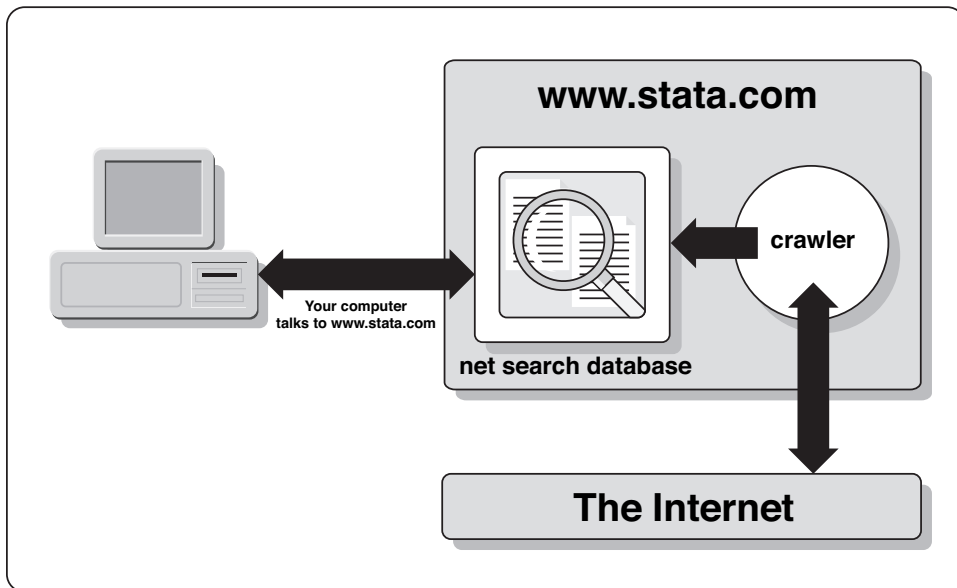 www.stata.com
crawler
Your computer
talks to www.stata.com
net search database
The Internet